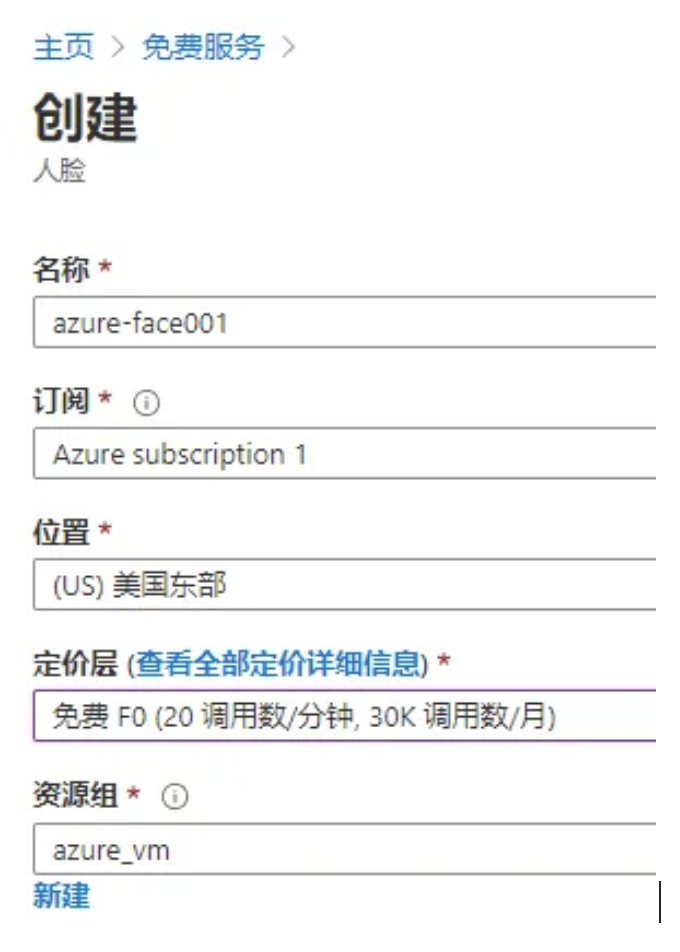 主页 > 免费服务 >
创建
人脸
名称 *
azure-face001
订阅 *
Azure subscription 1
位置 *
(US) 美国东部
定价层 (查看全部定价详细信息) *
免费 F0 (20 调用数/分钟, 30K 调用数/月)
资源组 *
azure_vm
新建